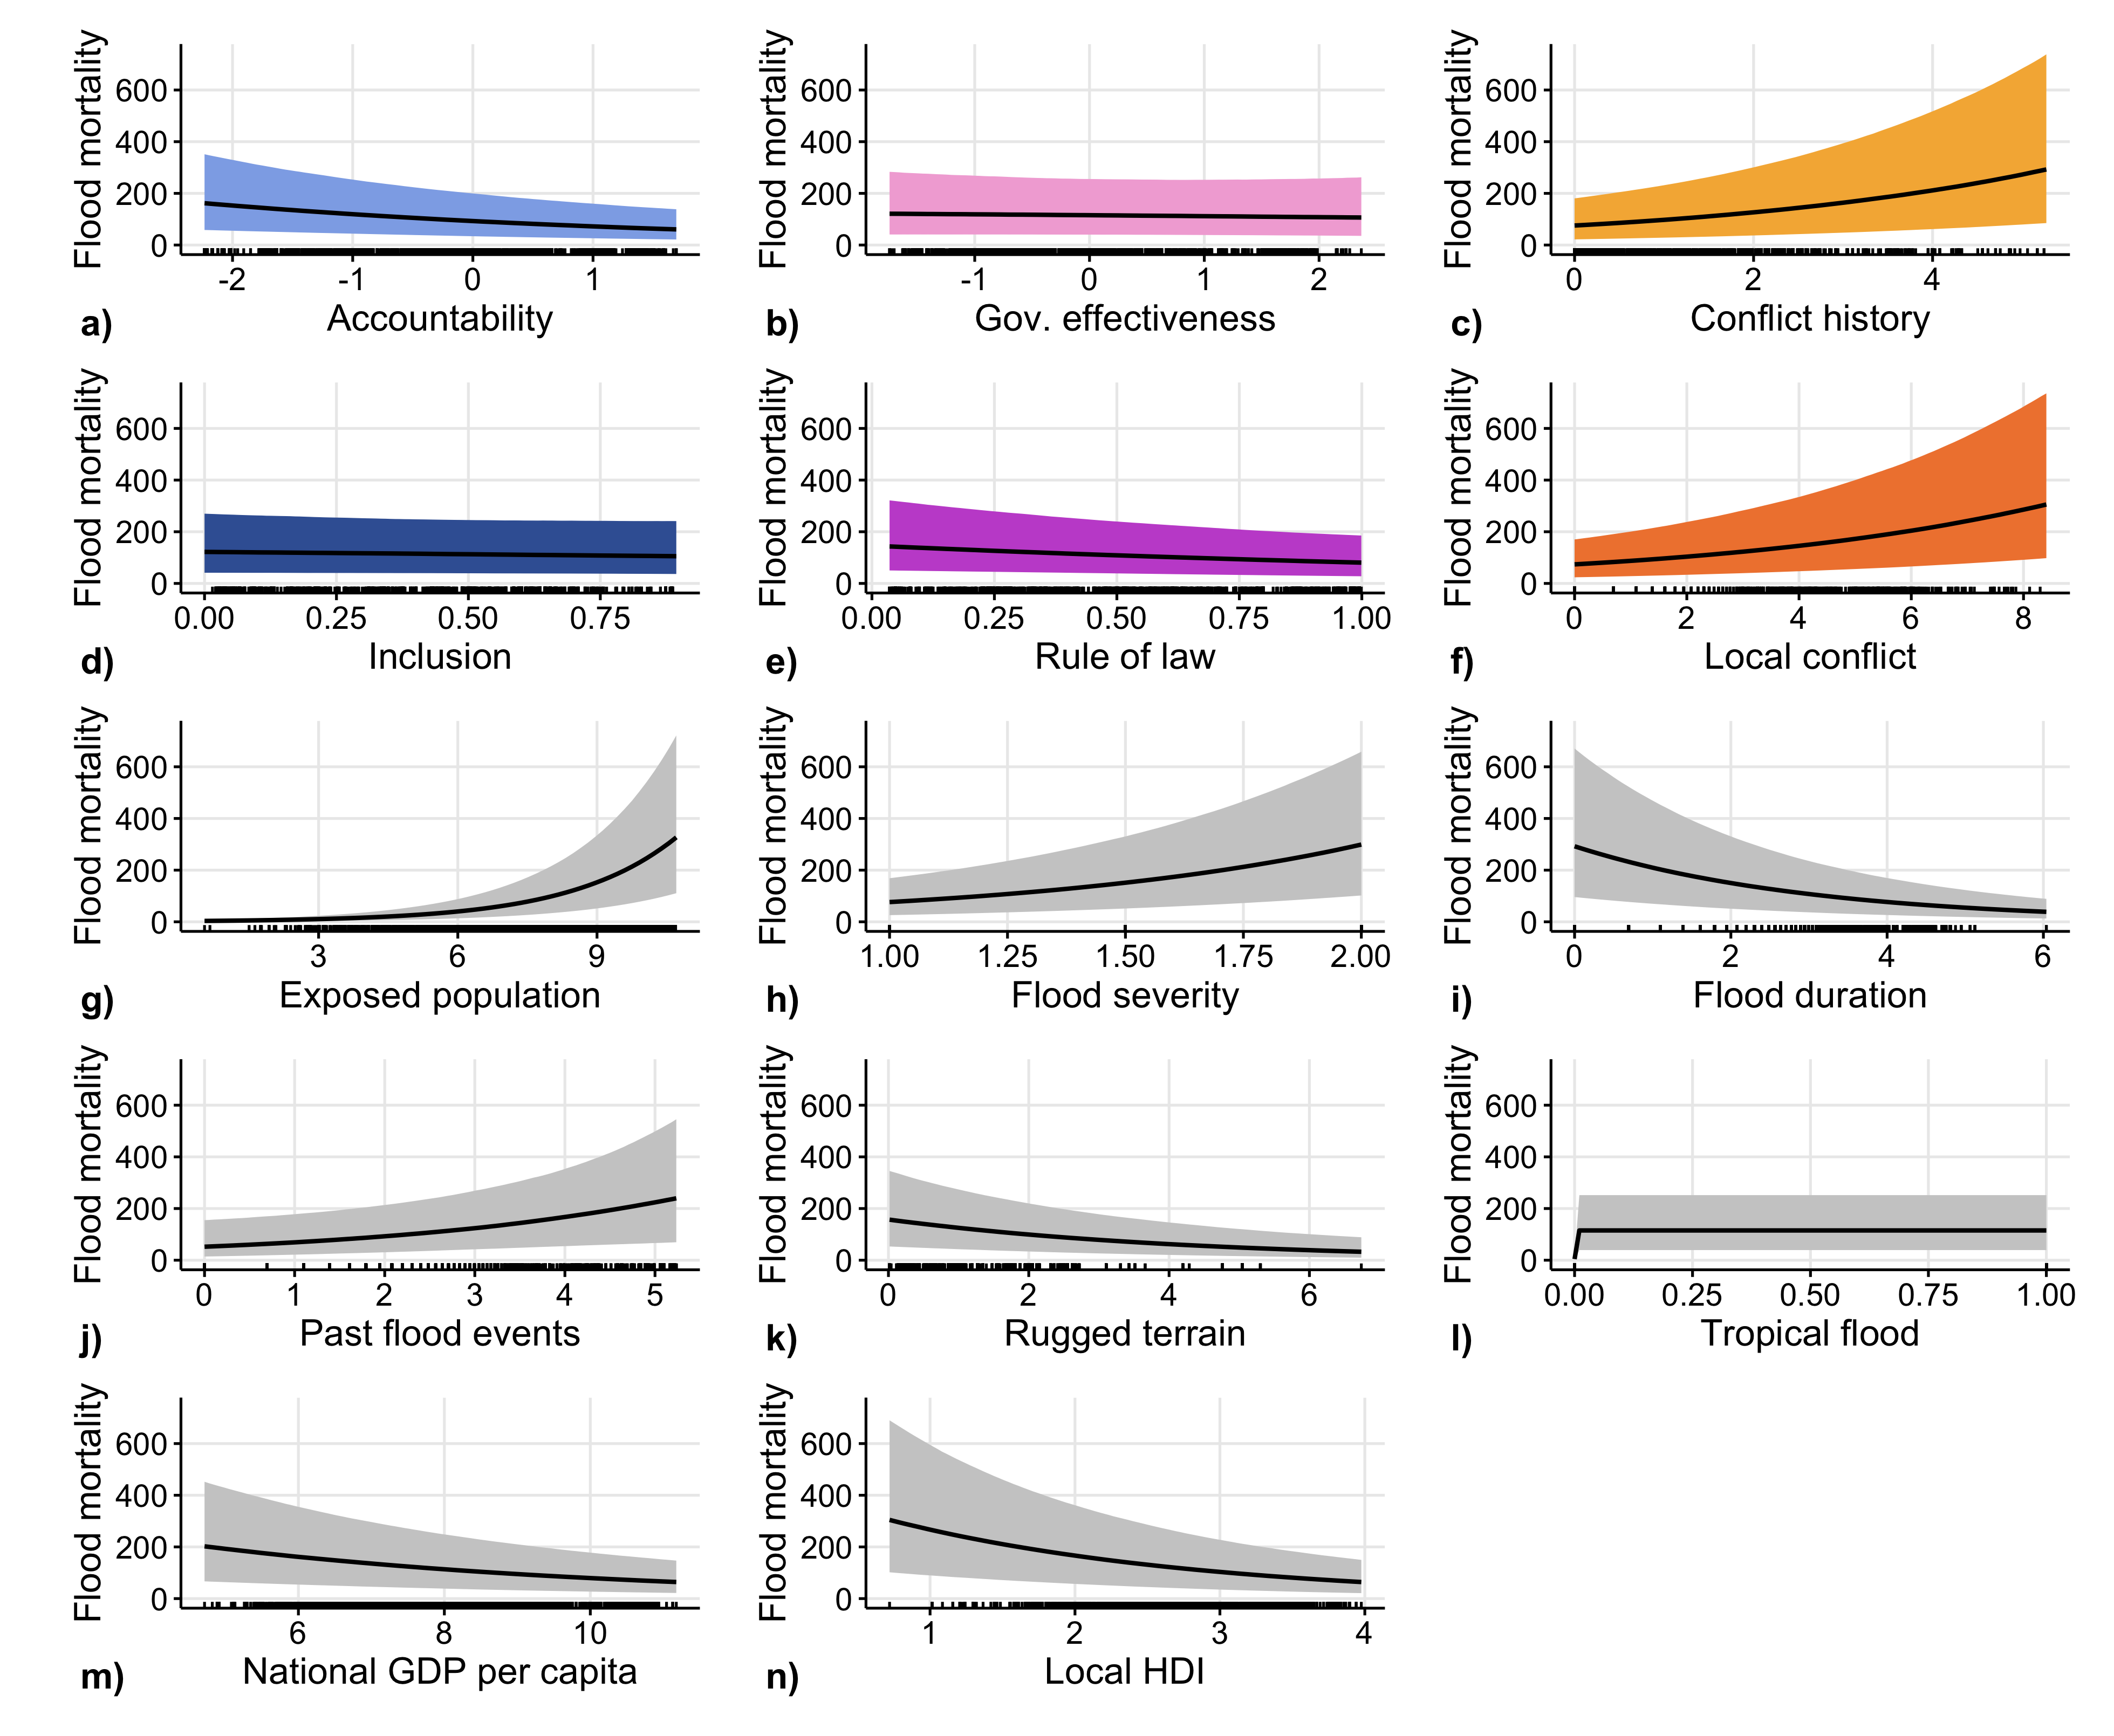 Flood mortality
600
400
200
0
-2 -1 0 1
a) Accountability
Flood mortality
600
400
200
0
-1 0 1 2
b) Gov. effectiveness
Flood mortality
600
400
200
0
0 2 4
c) Conflict history
Flood mortality
600
400
200
0
0.00 0.25 0.50 0.75
d) Inclusion
Flood mortality
600
400
200
0
0.00 0.25 0.50 0.75 1.00
e) Rule of law
Flood mortality
600
400
200
0
0 2 4 6 8
f) Local conflict
Flood mortality
600
400
200
0
3 6 9
g) Exposed population
Flood mortality
600
400
200
0
1.00 1.25 1.50 1.75 2.00
h) Flood severity
Flood mortality
600
400
200
0
0 2 4 6
i) Flood duration
Flood mortality
600
400
200
0
0 1 2 3 4 5
j) Past flood events
Flood mortality
600
400
200
0
0 2 4 6
k) Rugged terrain
Flood mortality
600
400
200
0
0.00 0.25 0.50 0.75 1.00
l) Tropical flood
Flood mortality
600
400
200
0
6 8 10
m) National GDP per capita
Flood mortality
600
400
200
0
1 2 3 4
n) Local HDI